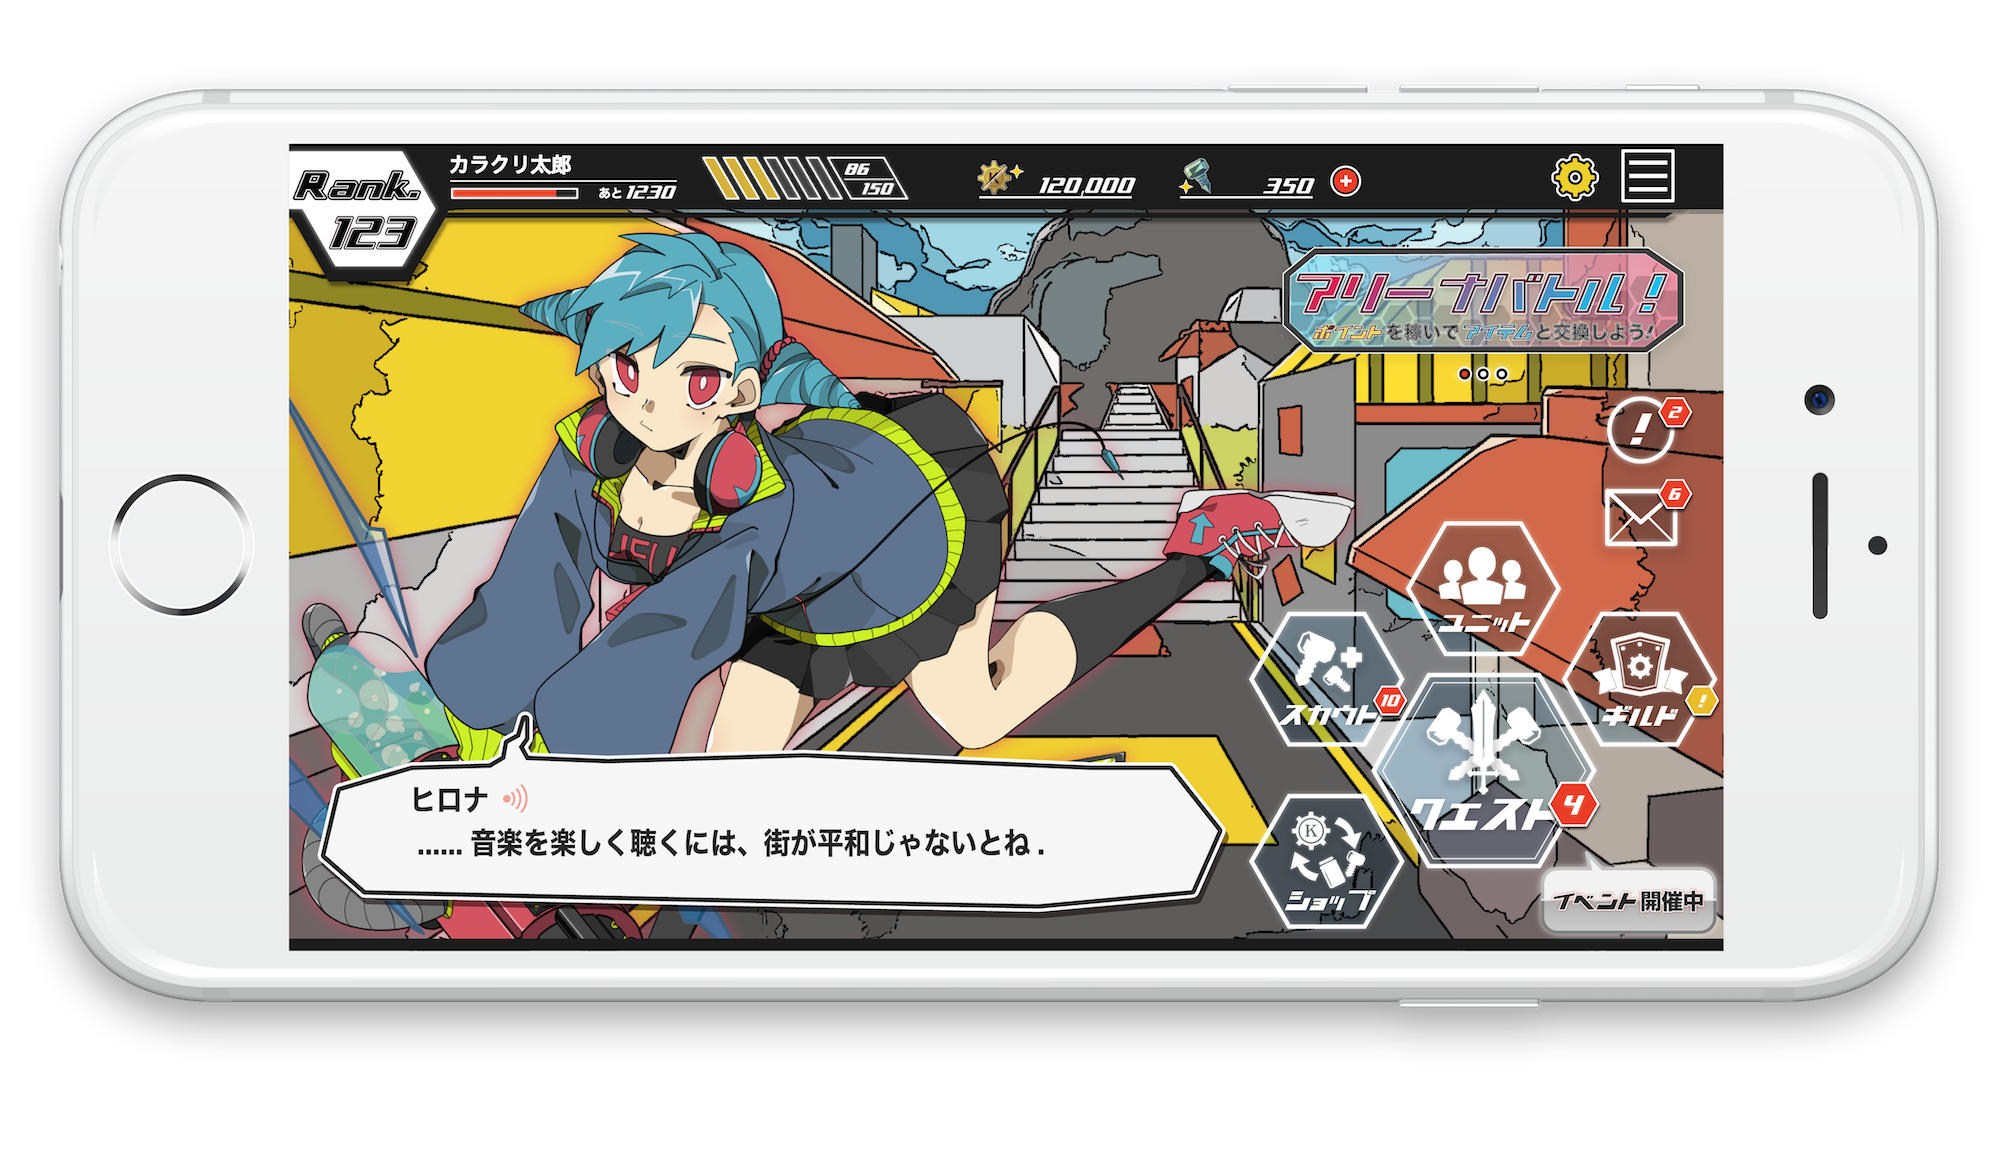 Rank.
123
カラクリ太郎
あと 1230
86
150
120,000
350
アリーナバトル!
ポイントを稼いでアイテムと交換しよう!
2
6
ユニット
スカウト
10
ギルド
!
クエスト
4
K
ショップ
イベント開催中
ヒロナ
...... 音楽を楽しく聴くには、街が平和じゃないとね .